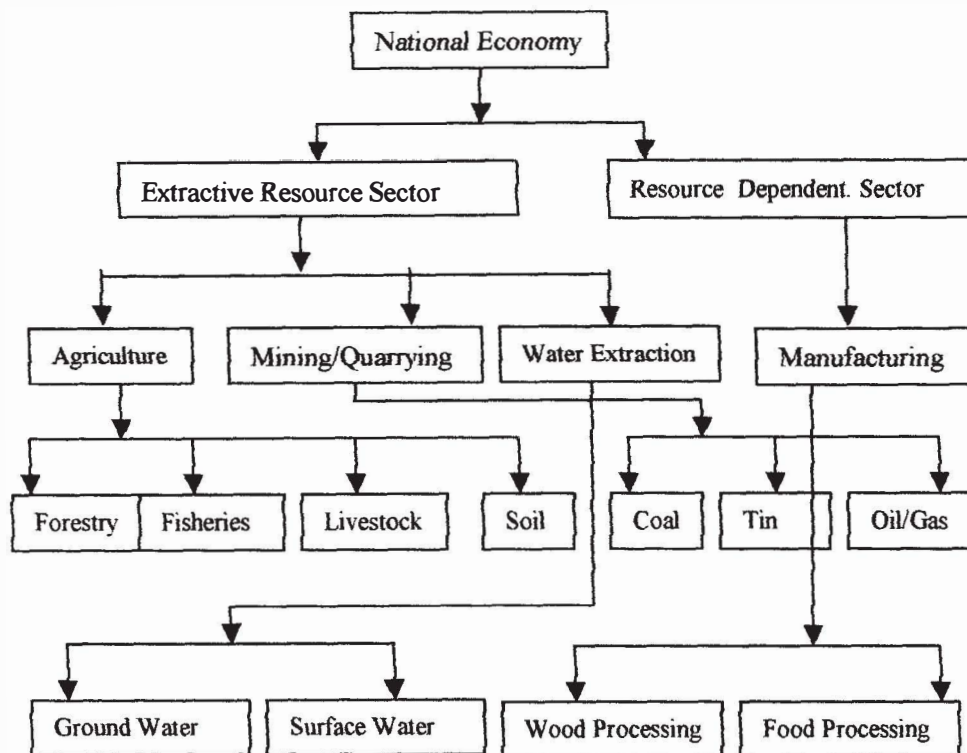 National Economy
Extractive Resource Sector
Resource Dependent. Sector
Agriculture
Mining/Quarrying
Water Extraction
Manufacturing
Forestry
Fisheries
Livestock
Soil
Coal
Tin
Oil/Gas
Ground Water
Surface Water
Wood Processing
Food Processing